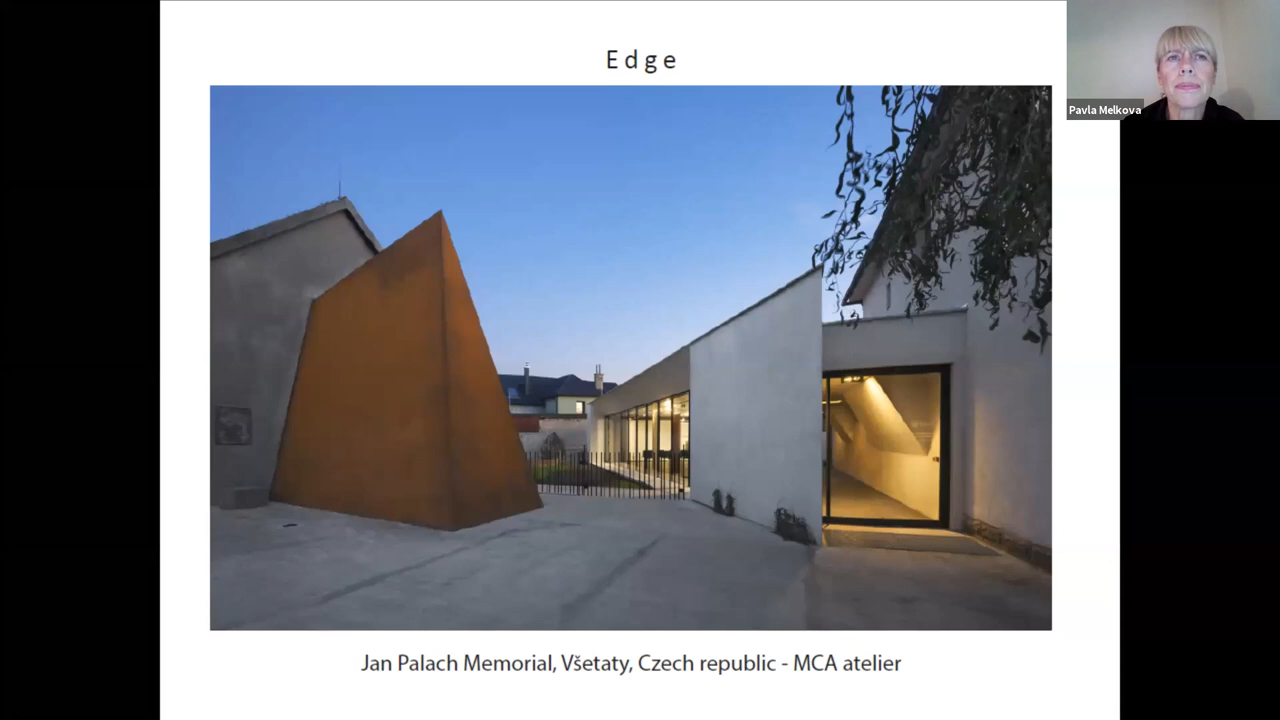 Edge
Pavla Melkova
Jan Palach Memorial, Všetaty, Czech republic - MCA atelier